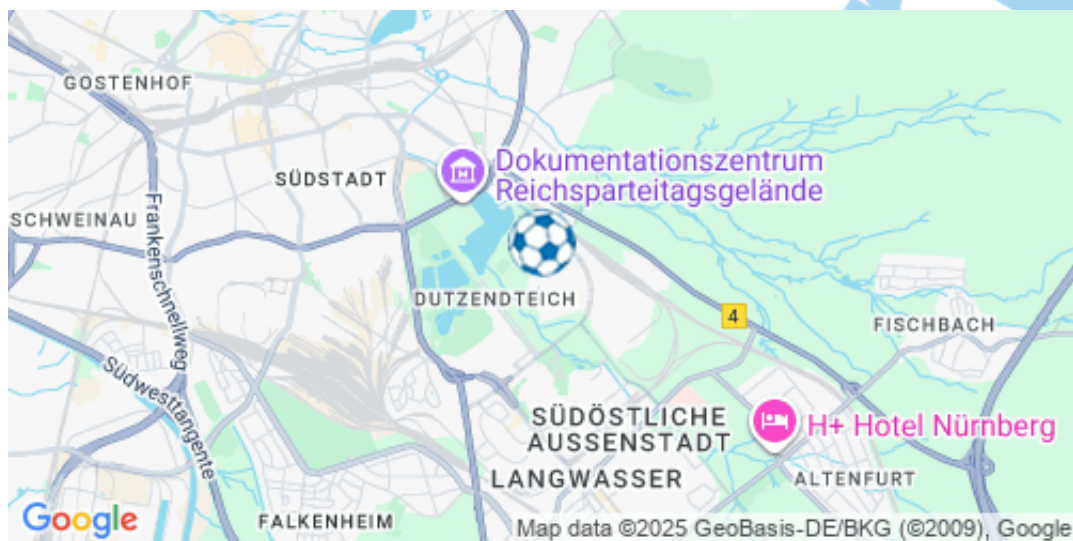 GOSTENHOF
Dokumentationszentrum
Reichsparteitagsgelände
SÜDSTADT
SCHWEINAU
Frankenschnellweg
DUTZENDTEICH
4
FISCHBACH
Südwesttangente
SÜDÖSTLICHE
AUSSENSTADT
H+ Hotel Nürnberg
LANGWASSER
ALTENFURT
Google
FALKENHEIM
Map data ©2025 GeoBasis-DE/BKG (©2009), Google